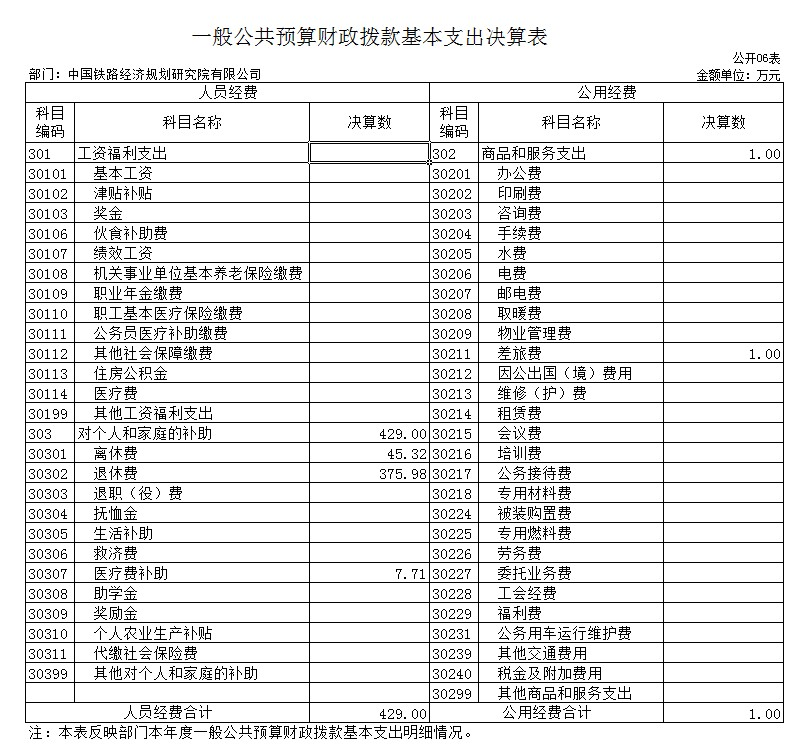 一般公共预算财政拨款基本支出决算表
公开06表
部门：中国铁路经济规划研究院有限公司 金额单位：万元
人员经费 公用经费
科目编码 科目名称 决算数 科目编码 科目名称 决算数
301 工资福利支出 302 商品和服务支出 1.00
30101 基本工资 30201 办公费
30102 津贴补贴 30202 印刷费
30103 奖金 30203 咨询费
30106 伙食补助费 30204 手续费
30107 绩效工资 30205 水费
30108 机关事业单位基本养老保险缴费 30206 电费
30109 职业年金缴费 30207 邮电费
30110 职工基本医疗保险缴费 30208 取暖费
30111 公务员医疗补助缴费 30209 物业管理费
30112 其他社会保障缴费 30211 差旅费 1.00
30113 住房公积金 30212 因公出国（境）费用
30114 医疗费 30213 维修（护）费
30199 其他工资福利支出 30214 租赁费
303 对个人和家庭的补助 429.00 30215 会议费
30301 离休费 45.32 30216 培训费
30302 退休费 375.98 30217 公务接待费
30303 退职（役）费 30218 专用材料费
30304 抚恤金 30224 被装购置费
30305 生活补助 30225 专用燃料费
30306 救济费 30226 劳务费
30307 医疗费补助 7.71 30227 委托业务费
30308 助学金 30228 工会经费
30309 奖励金 30229 福利费
30310 个人农业生产补贴 30231 公务用车运行维护费
30311 代缴社会保险费 30239 其他交通费用
30399 其他对个人和家庭的补助 30240 税金及附加费用
30299 其他商品和服务支出
人员经费合计 429.00 公用经费合计 1.00
注：本表反映部门本年度一般公共预算财政拨款基本支出明细情况。